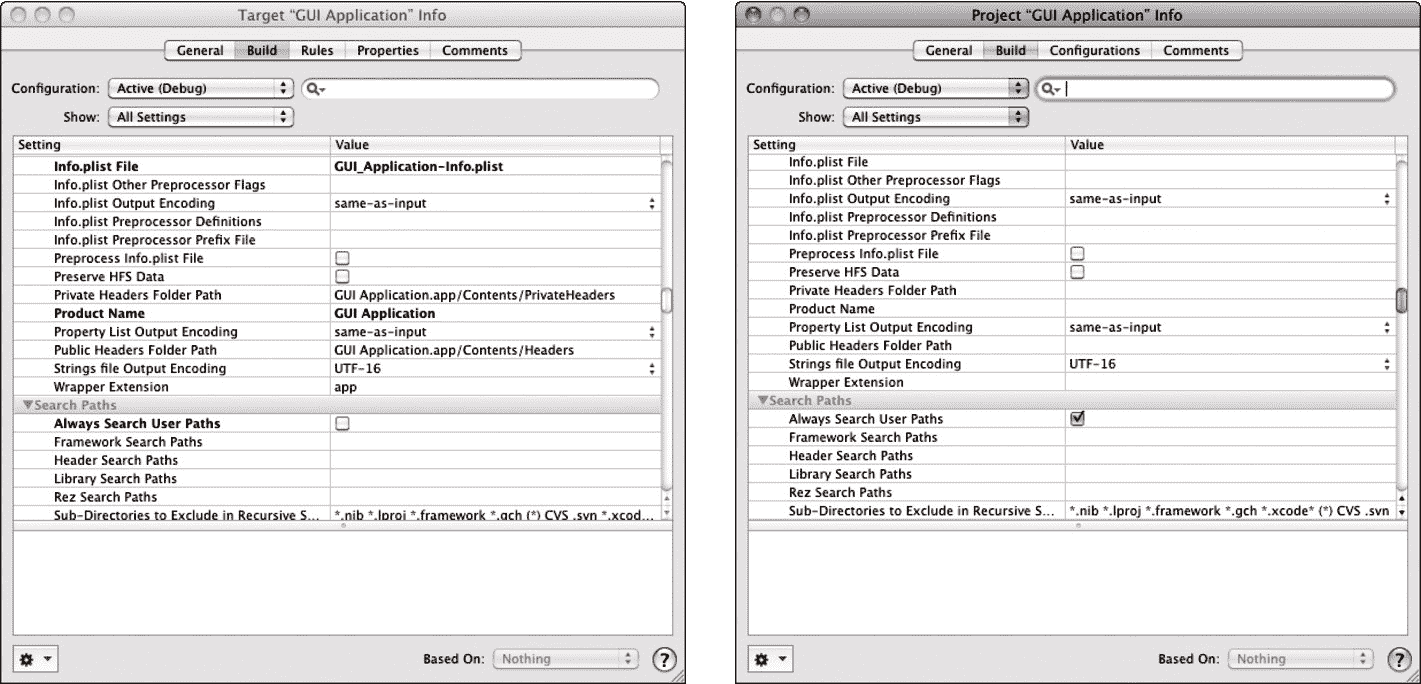 Target “GUI Application” Info
General Build Rules Properties Comments
Configuration: Active (Debug)
Show: All Settings
Setting Value
Info.plist File GUI_Application-Info.plist
Info.plist Other Preprocessor Flags
Info.plist Output Encoding same-as-input
Info.plist Preprocessor Definitions
Info.plist Preprocessor Prefix File
Preprocess Info.plist File
Preserve HFS Data
Private Headers Folder Path GUI Application.app/Contents/PrivateHeaders
Product Name GUI Application
Property List Output Encoding same-as-input
Public Headers Folder Path GUI Application.app/Contents/Headers
Strings file Output Encoding UTF-16
Wrapper Extension app
Search Paths
Always Search User Paths
Framework Search Paths
Header Search Paths
Library Search Paths
Rez Search Paths
Sub-Directories to Exclude in Recursive S... *.nib *.lproj *.framework *.gch (*) CVS .svn *.xcod...
Based On: Nothing ?
Project “GUI Application” Info
General Build Configurations Comments
Configuration: Active (Debug)
Show: All Settings
Setting Value
Info.plist File
Info.plist Other Preprocessor Flags
Info.plist Output Encoding same-as-input
Info.plist Preprocessor Definitions
Info.plist Preprocessor Prefix File
Preprocess Info.plist File
Preserve HFS Data
Private Headers Folder Path
Product Name
Property List Output Encoding same-as-input
Public Headers Folder Path
Strings file Output Encoding UTF-16
Wrapper Extension
Search Paths
Always Search User Paths
Framework Search Paths
Header Search Paths
Library Search Paths
Rez Search Paths
Sub-Directories to Exclude in Recursive S... *.nib *.lproj *.framework *.gch *.xcode* (*) CVS .svn
Based On: Nothing ?